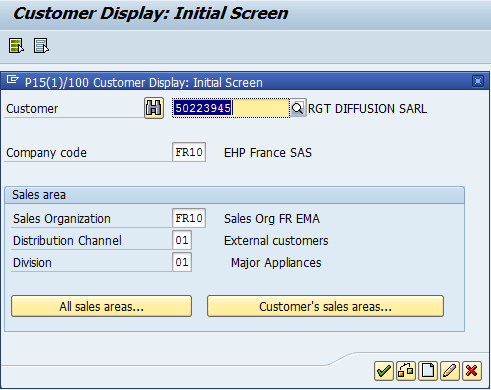 Customer Display: Initial Screen
P15(1)/100 Customer Display: Initial Screen
Customer 50223945 RGT DIFFUSION SARL
Company code FR10 EHP France SAS
Sales area
Sales Organization FR10 Sales Org FR EMA
Distribution Channel 01 External customers
Division 01 Major Appliances
All sales areas... Customer's sales areas...